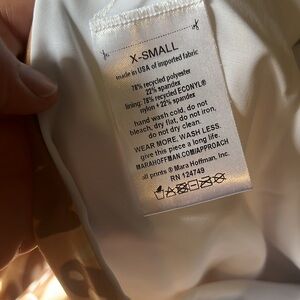 X-SMALL
made in USA of imported fabric
78% recycled polyester
22% spandex
lining: 78% recycled ECONYL®
nylon + 22% spandex
hand wash cold, do not
bleach, dry flat, do not iron,
do not dry clean.
WEAR MORE. WASH LESS.
give this piece a long life.
MARAHOFFMAN.COM/APPROACH
all prints ® Mara Hoffman, Inc.
RN 124749